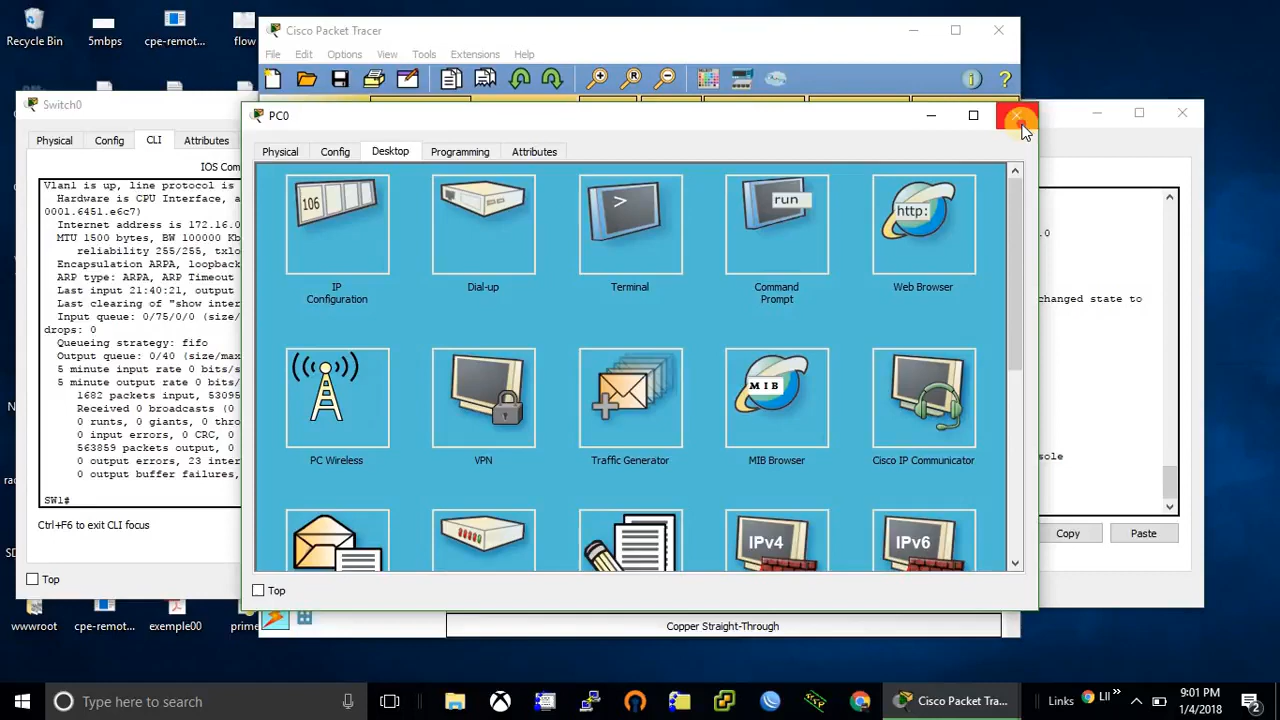 Recycle Bin
5mbps
cpe-remot...
flow
Cisco Packet Tracer
File Edit Options View Tools Extensions Help
Switch0
Physical Config CLI Attributes
IOS Com
Vlan1 is up, line protocol is
Hardware is CPU Interface, a
0001.6451.e6c7)
Internet address is 172.16.0
MTU 1500 bytes, BW 100000 Kb
reliability 255/255, txlo
Encapsulation ARPA, loopback
ARP type: ARPA, ARP Timeout
Last input 21:40:21, output
Last clearing of "show inter
Input queue: 0/75/0/0 (size/
drops: 0
Queueing strategy: fifo
Output queue: 0/40 (size/max
5 minute input rate 0 bits/s
5 minute output rate 0 bits/
1682 packets input, 53095
Received 0 broadcasts (0
0 runts, 0 giants, 0 thro
0 input errors, 0 CRC, 0
563859 packets output, 0
0 output errors, 23 inter
0 output buffer failures,
SW1#
Ctrl+F6 to exit CLI focus
Top
PC0
Physical Config Desktop Programming Attributes
106
>
run
http:
IP Configuration
Dial-up
Terminal
Command Prompt
Web Browser
MIB
PC Wireless
VPN
Traffic Generator
MIB Browser
Cisco IP Communicator
IPv4
IPv6
Top
.0
changed state to
sole
Copy
Paste
wwwroot
cpe-remot...
exemple00
prime
Copper Straight-Through
Type here to search
Cisco Packet Tra...
Links
9:01 PM
1/4/2018
2